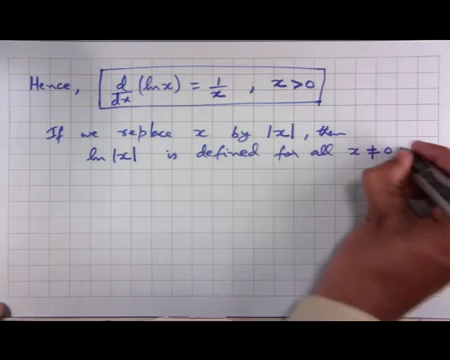 Hence, d/dx (ln x) = 1/x , x > 0
If we replace x by |x|, then
ln |x| is defined for all x ≠ 0